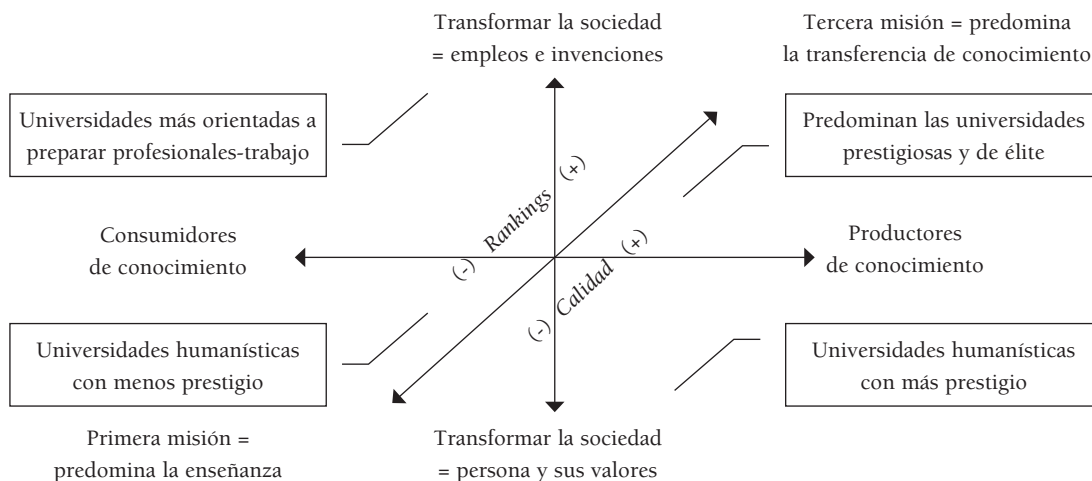 Transformar la sociedad
= empleos e invenciones
Tercera misión = predomina
la transferencia de conocimiento
Universidades más orientadas a
preparar profesionales-trabajo
Predominan las universidades
prestigiosas y de élite
(-) Rankings (+)
Consumidores
de conocimiento
(-) Calidad (+)
Productores
de conocimiento
Universidades humanísticas
con menos prestigio
Universidades humanísticas
con más prestigio
Primera misión =
predomina la enseñanza
Transformar la sociedad
= persona y sus valores